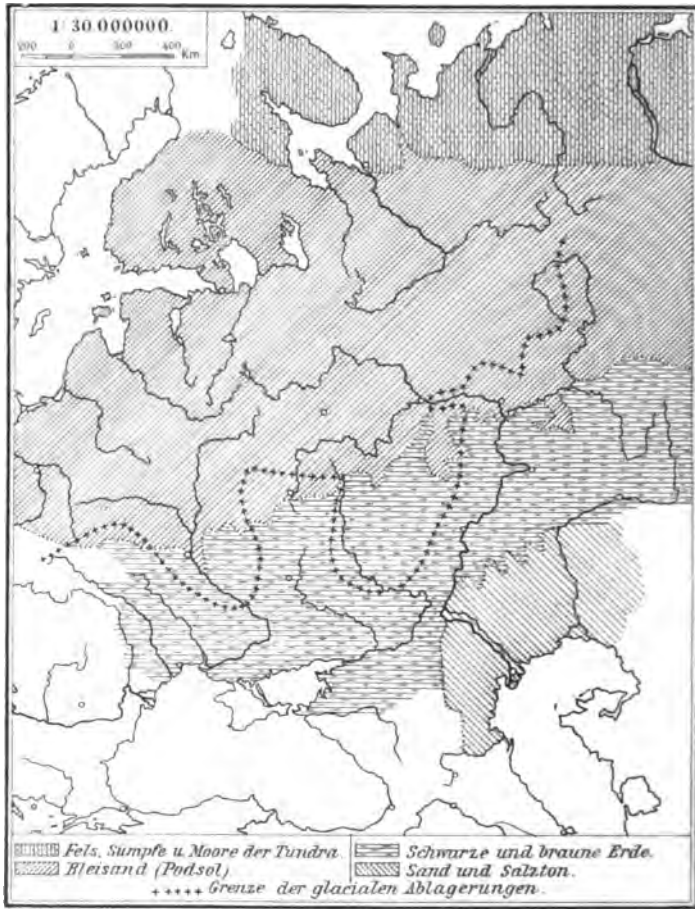 1:30.000000.
200 0 200 400 Km
Fels, Sümpfe u. Moore der Tundra.
Bleisand (Podsol)
Schwarze und braune Erde.
Sand und Salzton.
+++++ Grenze der glacialen Ablagerungen.